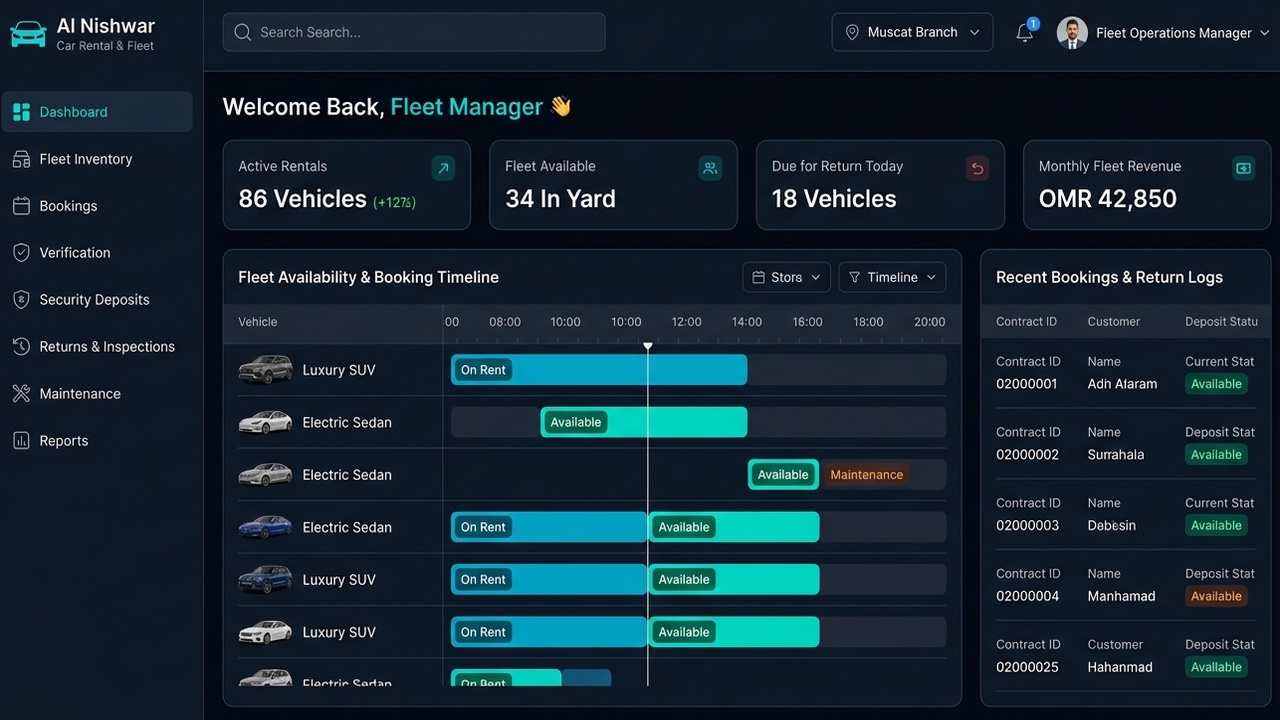 Al Nishwar
Car Rental & Fleet
Search Search...
Muscat Branch
1
Fleet Operations Manager
Dashboard
Fleet Inventory
Bookings
Verification
Security Deposits
Returns & Inspections
Maintenance
Reports
Welcome Back, Fleet Manager 👋
Active Rentals
86 Vehicles
Fleet Available
34 In Yard
Due for Return Today
18 Vehicles
Monthly Fleet Revenue
OMR 42,850
Fleet Availability & Booking Timeline
Stors
Timeline
Vehicle
:00 08:00 10:00 10:00 12:00 14:00 16:00 18:00 20:00
Luxury SUV
On Rent
Electric Sedan
Available
Electric Sedan
Available Maintenance
Electric Sedan
On Rent Available
Luxury SUV
On Rent Available
Luxury SUV
On Rent Available
Electric Sedan
On Rent
Recent Bookings & Return Logs
Contract ID Customer Deposit Statu
Contract ID Name Current Stat
02000001 Adh Alaram Available
Contract ID Name Deposit Stat
02000002 Surrahala Available
Contract ID Name Current Stat
02000003 Debesin Available
Contract ID Name Deposit Stat
02000004 Manhamad Available
Contract ID Customer Deposit Stat
02000025 Hahanmad Available